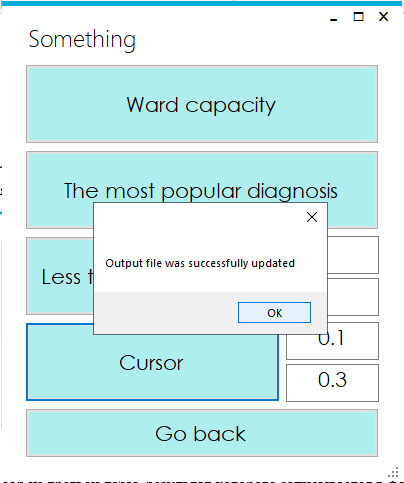 Something
Ward capacity
The most popular diagnosis
Less t
Output file was successfully updated
OK
Cursor
0.1
0.3
Go back